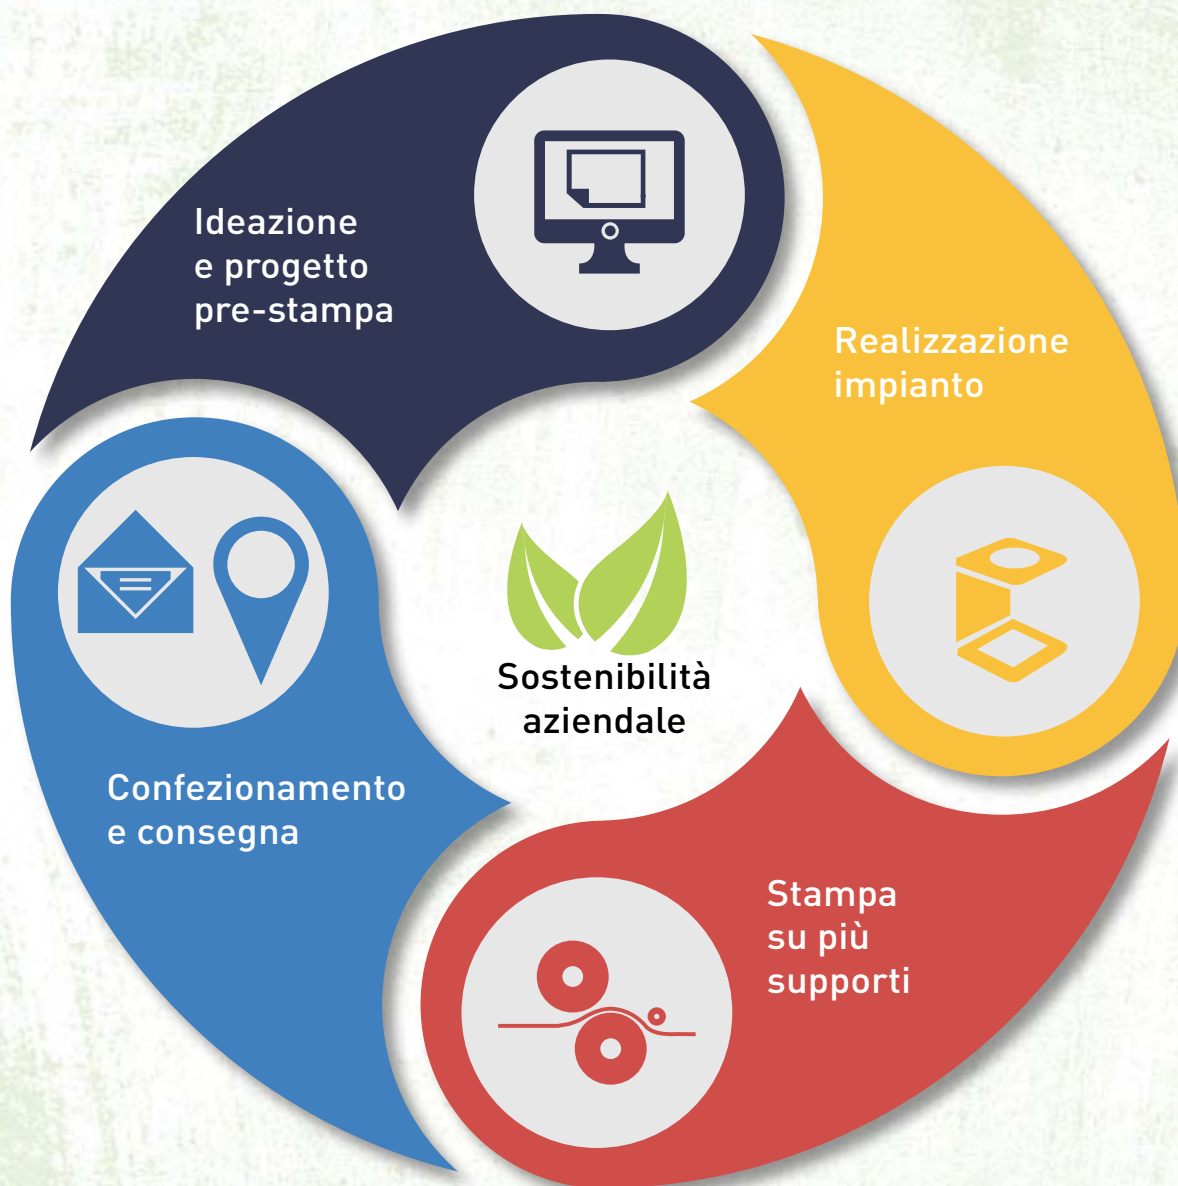 Ideazione
e progetto
pre-stampa
Realizzazione
impianto
Stampa
su più
supporti
Confezionamento
e consegna
Sostenibilità
aziendale